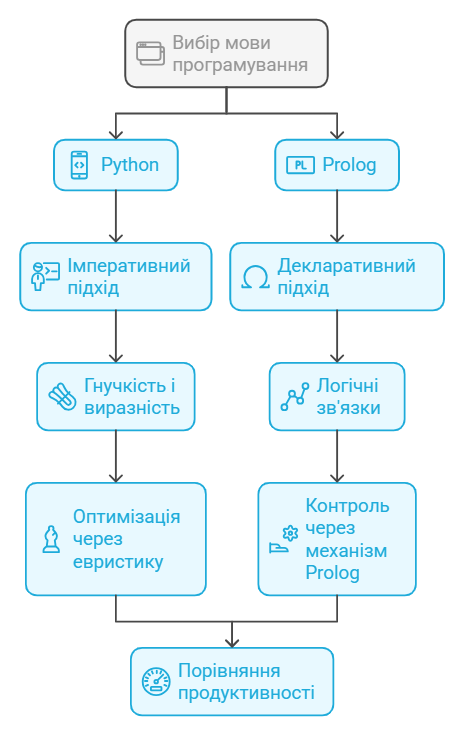 Вибір мови
програмування
Python
PL
Prolog
Імперативний
підхід
Декларативний
підхід
Гнучкість і
виразність
Логічні
зв'язки
Оптимізація
через
евристику
Контроль
через
механізм
Prolog
Порівняння
продуктивності